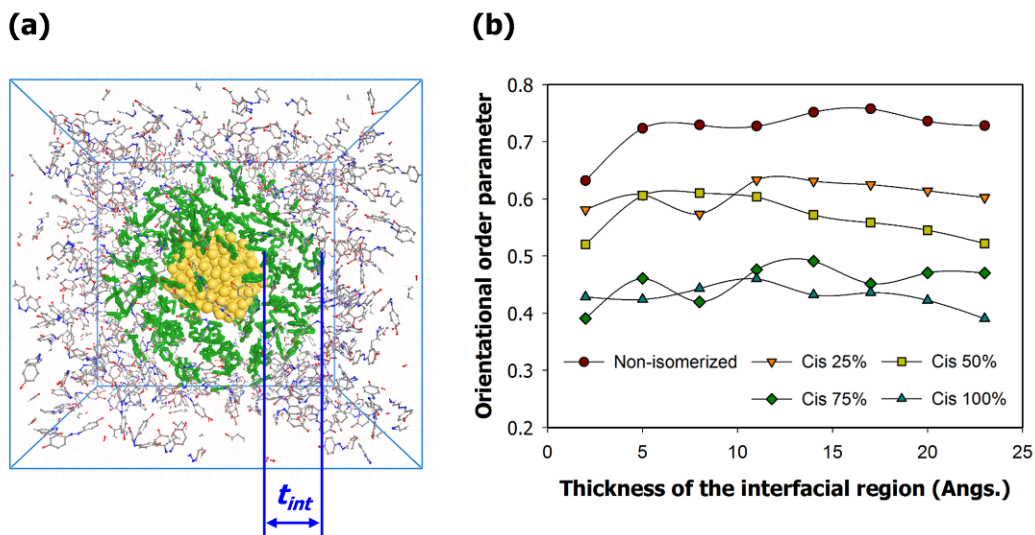 (a)
t_int
(b)
Orientational order parameter
0.8
0.7
0.6
0.5
0.4
0.3
0.2
Non-isomerized
Cis 25%
Cis 50%
Cis 75%
Cis 100%
0 5 10 15 20 25
Thickness of the interfacial region (Angs.)